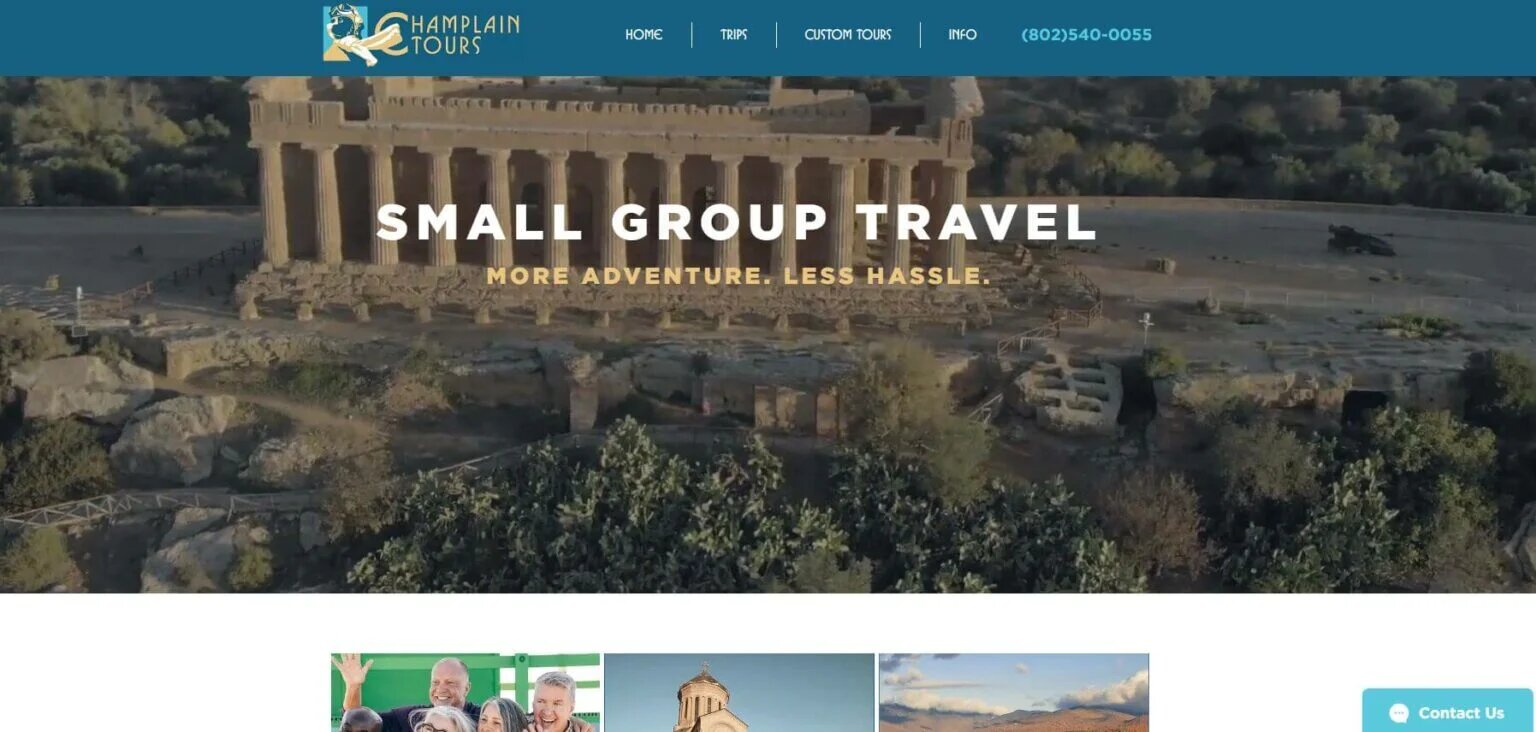 CHAMPLAIN
TOURS
HOME
TRIPS
CUSTOM TOURS
INFO
(802)540-0055
SMALL GROUP TRAVEL
MORE ADVENTURE. LESS HASSLE.
Contact Us